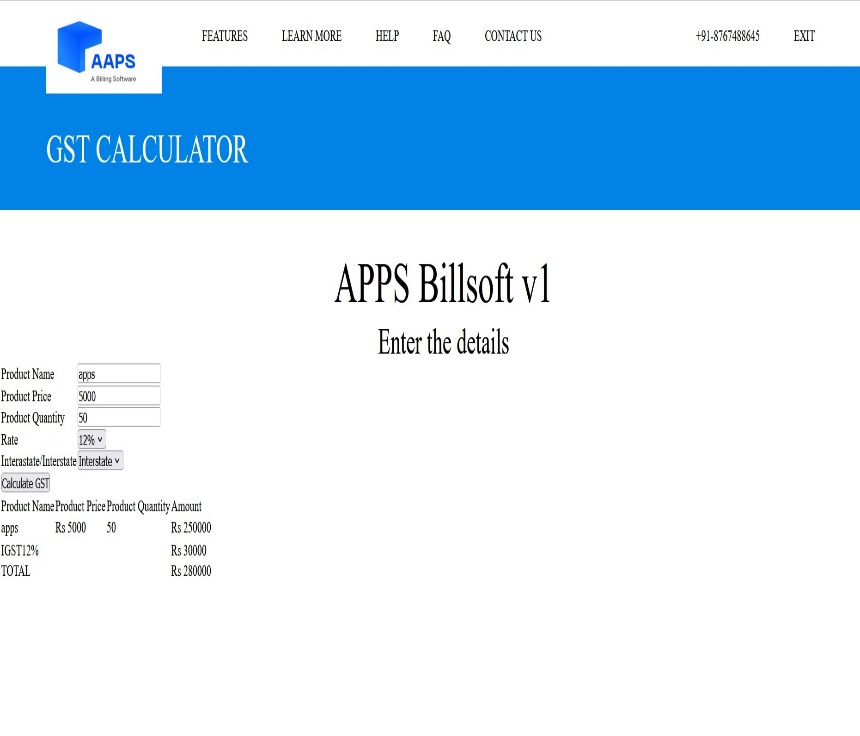 FEATURES LEARN MORE HELP FAQ CONTACT US +91-8767488645 EXIT
AAPS
A Billing Software
GST CALCULATOR
APPS Billsoft v1
Enter the details
Product Name apps
Product Price 5000
Product Quantity 50
Rate 12%
Interastate/Interstate Interstate
Calculate GST
Product Name Product Price Product Quantity Amount
apps Rs 5000 50 Rs 250000
IGST12% Rs 30000
TOTAL Rs 280000